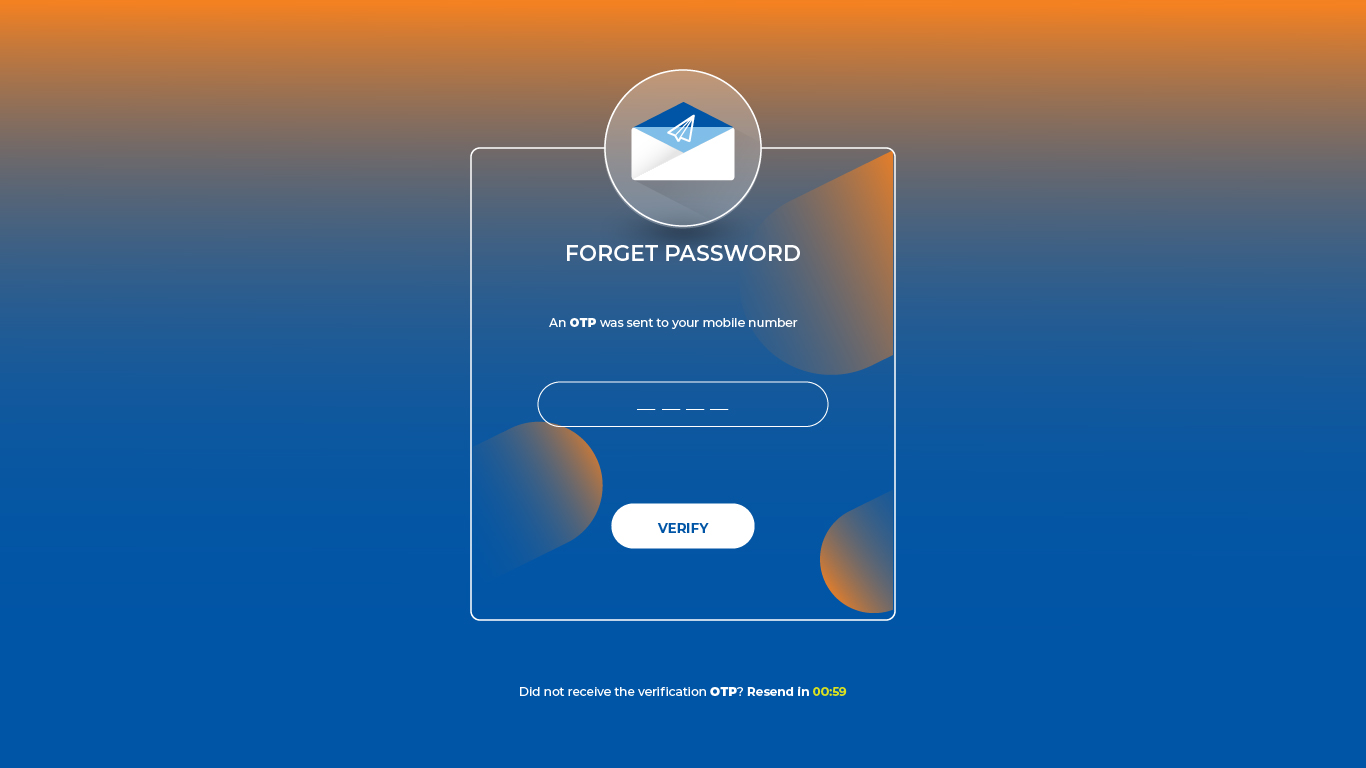 FORGET PASSWORD
An OTP was sent to your mobile number
__ __ __ __
VERIFY
Did not receive the verification OTP? Resend in 00:59